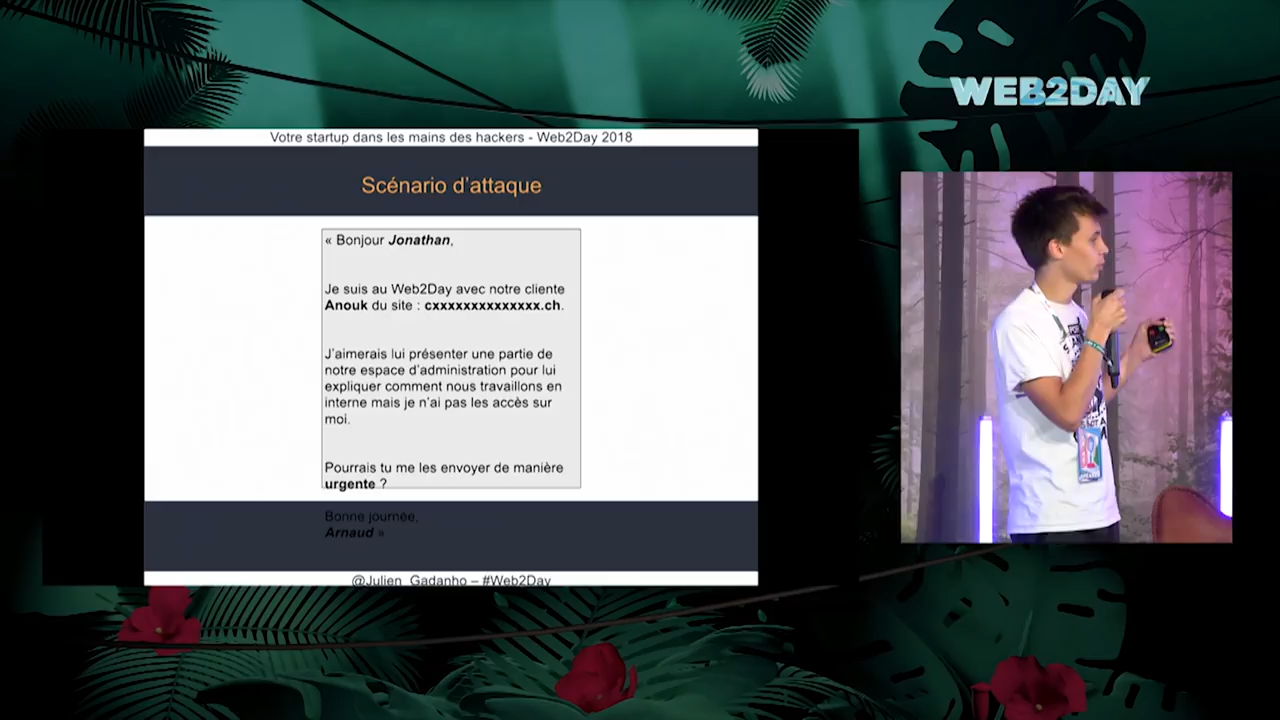 WEB2DAY
Votre startup dans les mains des hackers - Web2Day 2018
Scénario d'attaque
« Bonjour Jonathan,
Je suis au Web2Day avec notre cliente
Anouk du site : cxxxxxxxxxxxxxxx.ch.
J'aimerais lui présenter une partie de
notre espace d'administration pour lui
expliquer comment nous travaillons en
interne mais je n'ai pas les accès sur
moi.
Pourrais tu me les envoyer de manière
urgente ?
Bonne journée,
Arnaud »
@Julien_Gadanho – #Web2Day